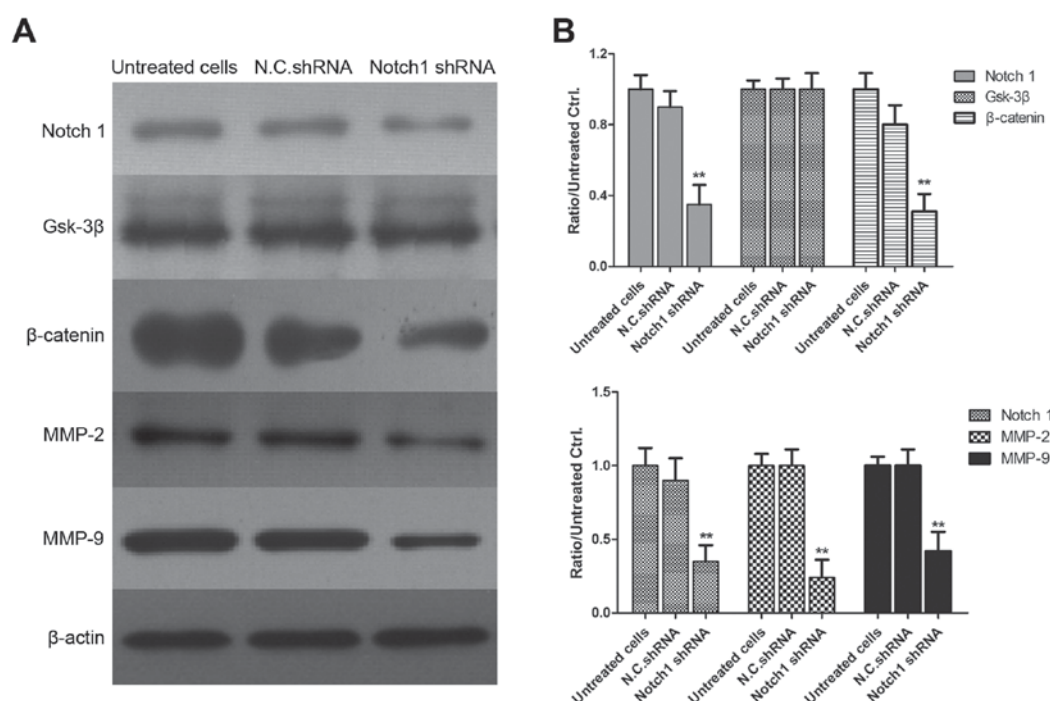 A
Untreated cells N.C.shRNA Notch1 shRNA
Notch 1
Gsk-3β
β-catenin
MMP-2
MMP-9
β-actin
B
Ratio/Untreated Ctrl.
1.2
0.8
0.4
0.0
**
**
Notch 1
Gsk-3β
β-catenin
Untreated cells
N.C.shRNA
Notch1 shRNA
Untreated cells
N.C.shRNA
Notch1 shRNA
Untreated cells
N.C.shRNA
Notch1 shRNA
Ratio/Untreated Ctrl.
1.5
1.0
0.5
0.0
**
**
**
Notch 1
MMP-2
MMP-9
Untreated cells
N.C.shRNA
Notch1 shRNA
Untreated cells
N.C.shRNA
Notch1 shRNA
Untreated cells
N.C.shRNA
Notch1 shRNA